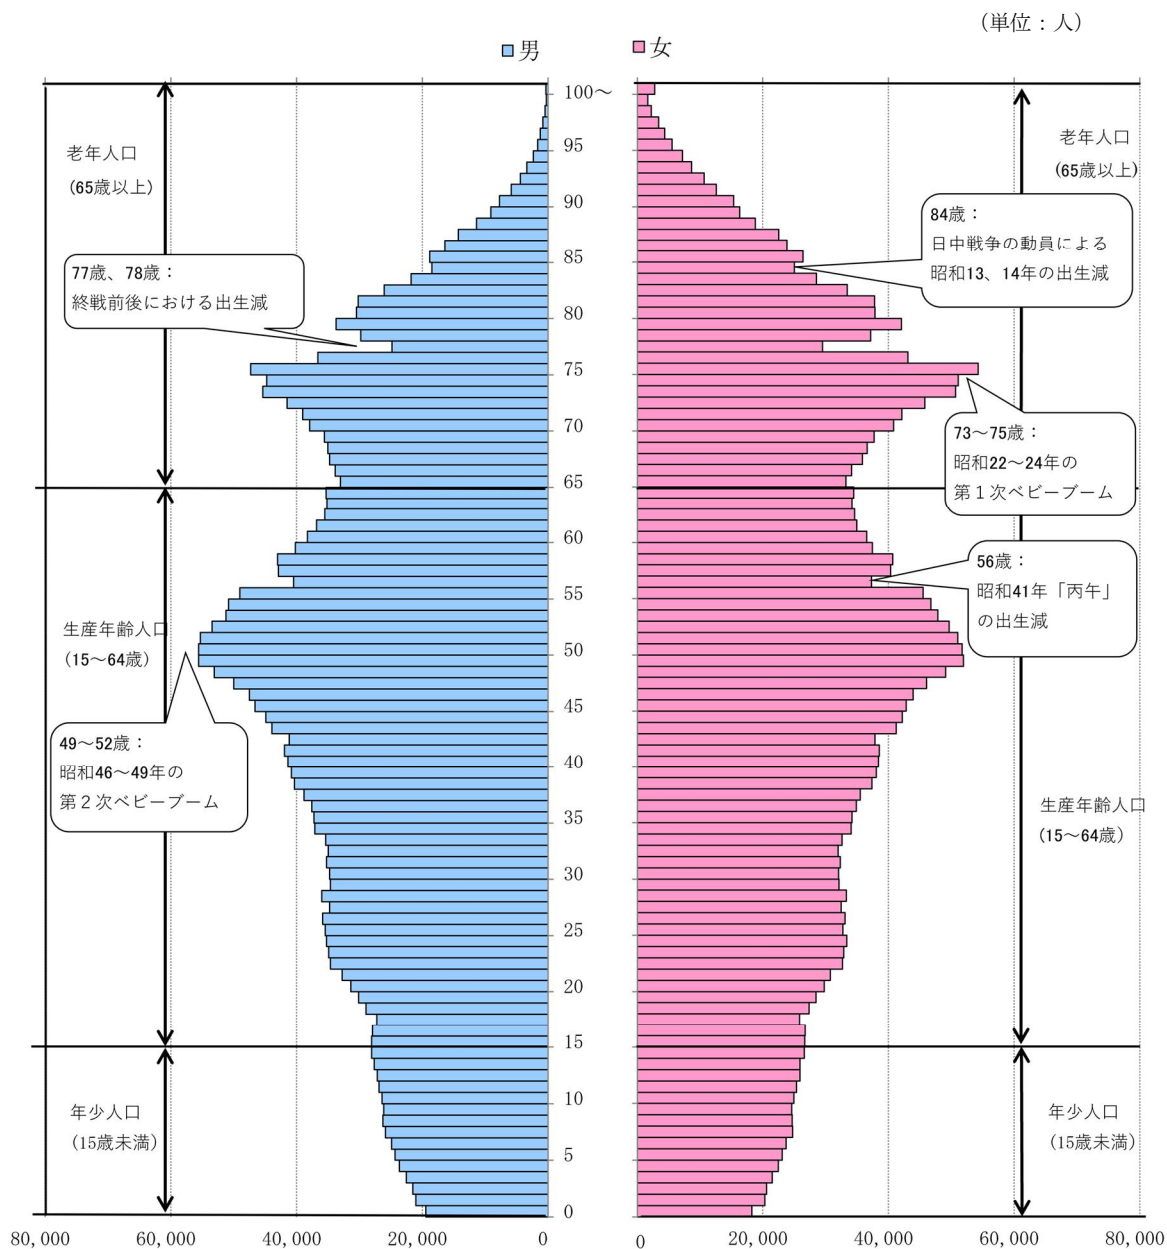 （単位：人）
男
女
100～
95
90
85
80
75
70
65
60
55
50
45
40
35
30
25
20
15
10
5
0
老年人口
(65歳以上)
77歳、78歳：
終戦前後における出生減
生産年齢人口
(15～64歳)
49～52歳：
昭和46～49年の
第２次ベビーブーム
年少人口
(15歳未満)
老年人口
(65歳以上)
84歳：
日中戦争の動員による
昭和13、14年の出生減
73～75歳：
昭和22～24年の
第１次ベビーブーム
56歳：
昭和41年「丙午」
の出生減
生産年齢人口
(15～64歳)
年少人口
(15歳未満)
80,000 60,000 40,000 20,000 0
0 20,000 40,000 60,000 80,000